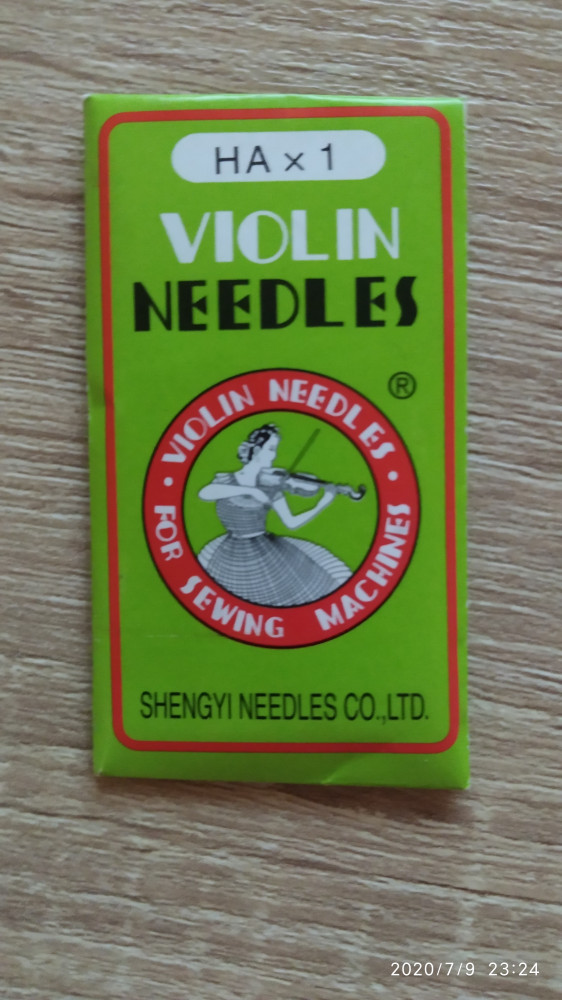 HA × 1
VIOLIN
NEEDLES
®
• VIOLIN NEEDLES •
FOR SEWING MACHINES
SHENGYI NEEDLES CO.,LTD.
2020/7/9 23:24